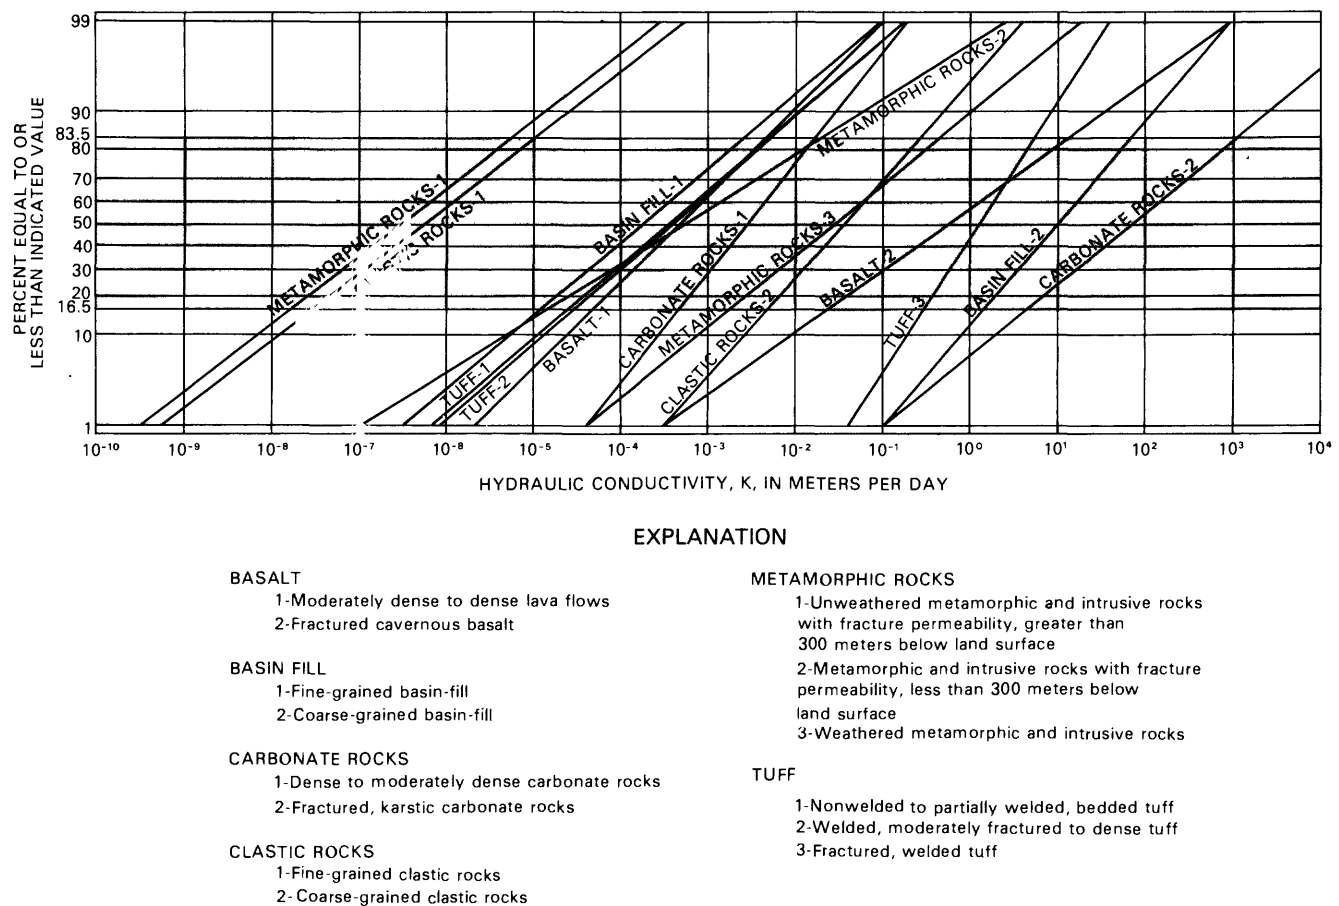 PERCENT EQUAL TO OR
LESS THAN INDICATED VALUE
99
90
83.5
80
70
60
50
40
30
20
16.5
10
1
METAMORPHIC ROCKS-1
ROCKS-1
TUFF-1
TUFF-2
BASALT-1
BASIN FILL-1
CARBONATE ROCKS-1
METAMORPHIC ROCKS-3
CLASTIC ROCKS-2
METAMORPHIC ROCKS-2
BASALT-2
TUFF-3
BASIN FILL-2
CARBONATE ROCKS-2
10⁻¹⁰ 10⁻⁹ 10⁻⁸ 10⁻⁷ 10⁻⁶ 10⁻⁵ 10⁻⁴ 10⁻³ 10⁻² 10⁻¹ 10⁰ 10¹ 10² 10³ 10⁴
HYDRAULIC CONDUCTIVITY, K, IN METERS PER DAY
EXPLANATION
BASALT
1-Moderately dense to dense lava flows
2-Fractured cavernous basalt
BASIN FILL
1-Fine-grained basin-fill
2-Coarse-grained basin-fill
CARBONATE ROCKS
1-Dense to moderately dense carbonate rocks
2-Fractured, karstic carbonate rocks
CLASTIC ROCKS
1-Fine-grained clastic rocks
2-Coarse-grained clastic rocks
METAMORPHIC ROCKS
1-Unweathered metamorphic and intrusive rocks
with fracture permeability, greater than
300 meters below land surface
2-Metamorphic and intrusive rocks with fracture
permeability, less than 300 meters below
land surface
3-Weathered metamorphic and intrusive rocks
TUFF
1-Nonwelded to partially welded, bedded tuff
2-Welded, moderately fractured to dense tuff
3-Fractured, welded tuff